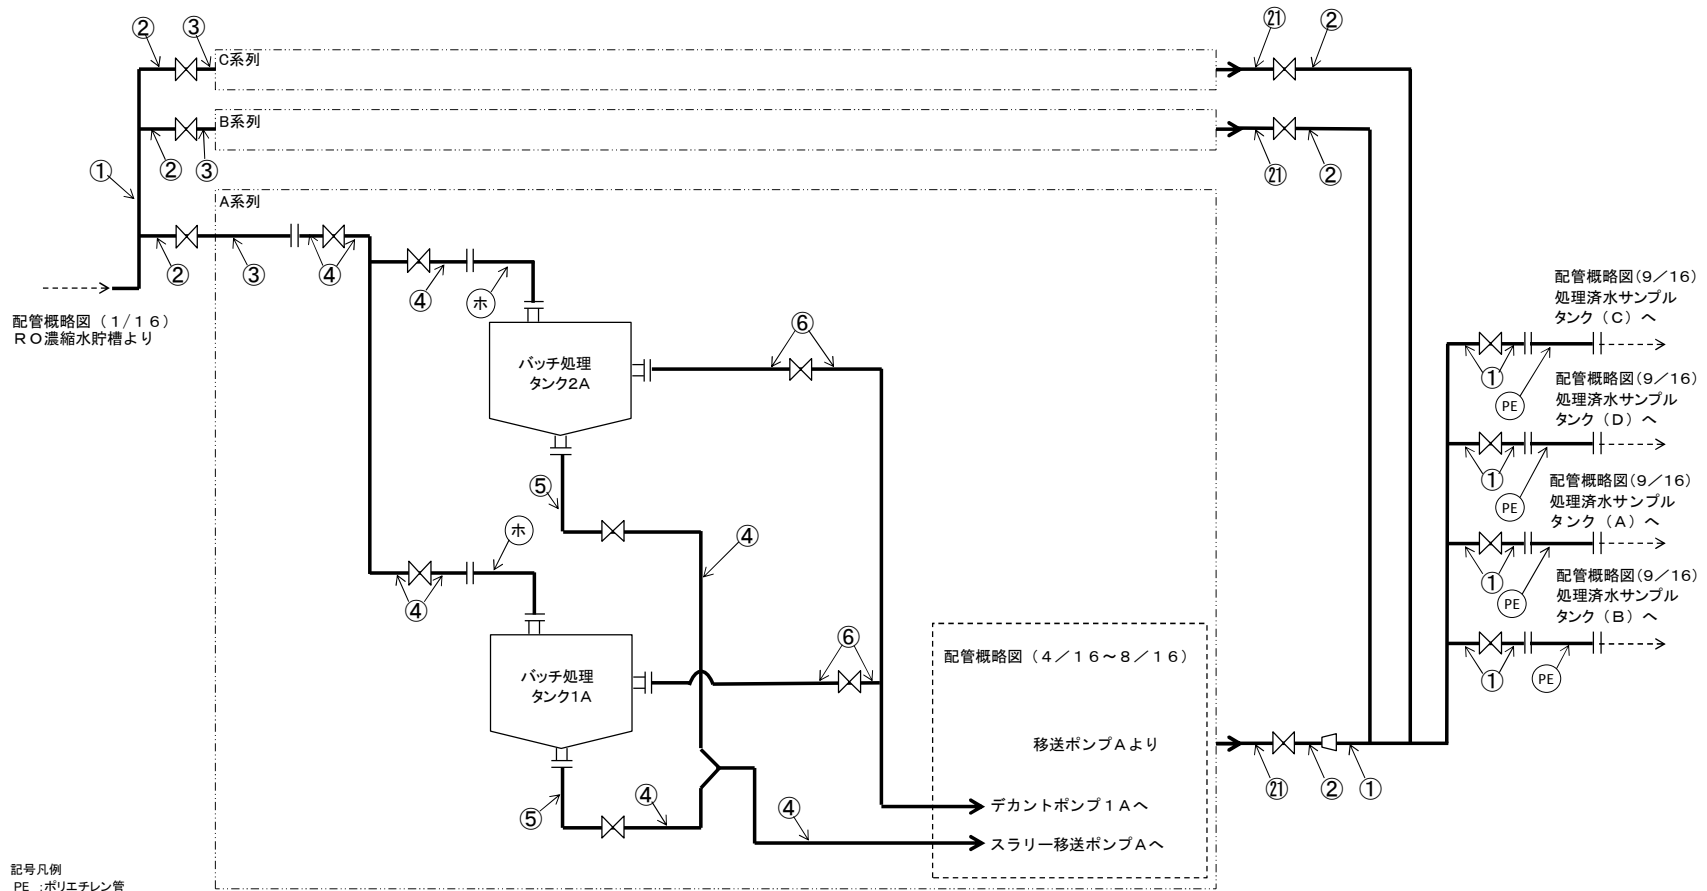 ② ③ ㉑ ②
C系列
B系列
② ③ ㉑ ②
①
A系列
② ③ ④ ④ ホ
配管概略図（1/16）
RO濃縮水貯槽より
バッチ処理
タンク2A
⑥
⑤
ホ
④
④
バッチ処理
タンク1A
⑥
⑤ ④ ④
配管概略図（4／16～8／16）
移送ポンプAより
デカントポンプ1Aへ
スラリー移送ポンプAへ
㉑ ② ①
配管概略図(9／16)
処理済水サンプル
タンク（C）へ
① PE
配管概略図(9／16)
処理済水サンプル
タンク（D）へ
① PE
配管概略図(9／16)
処理済水サンプル
タンク（A）へ
① PE
配管概略図(9／16)
処理済水サンプル
タンク（B）へ
① PE
記号凡例
PE :ポリエチレン管